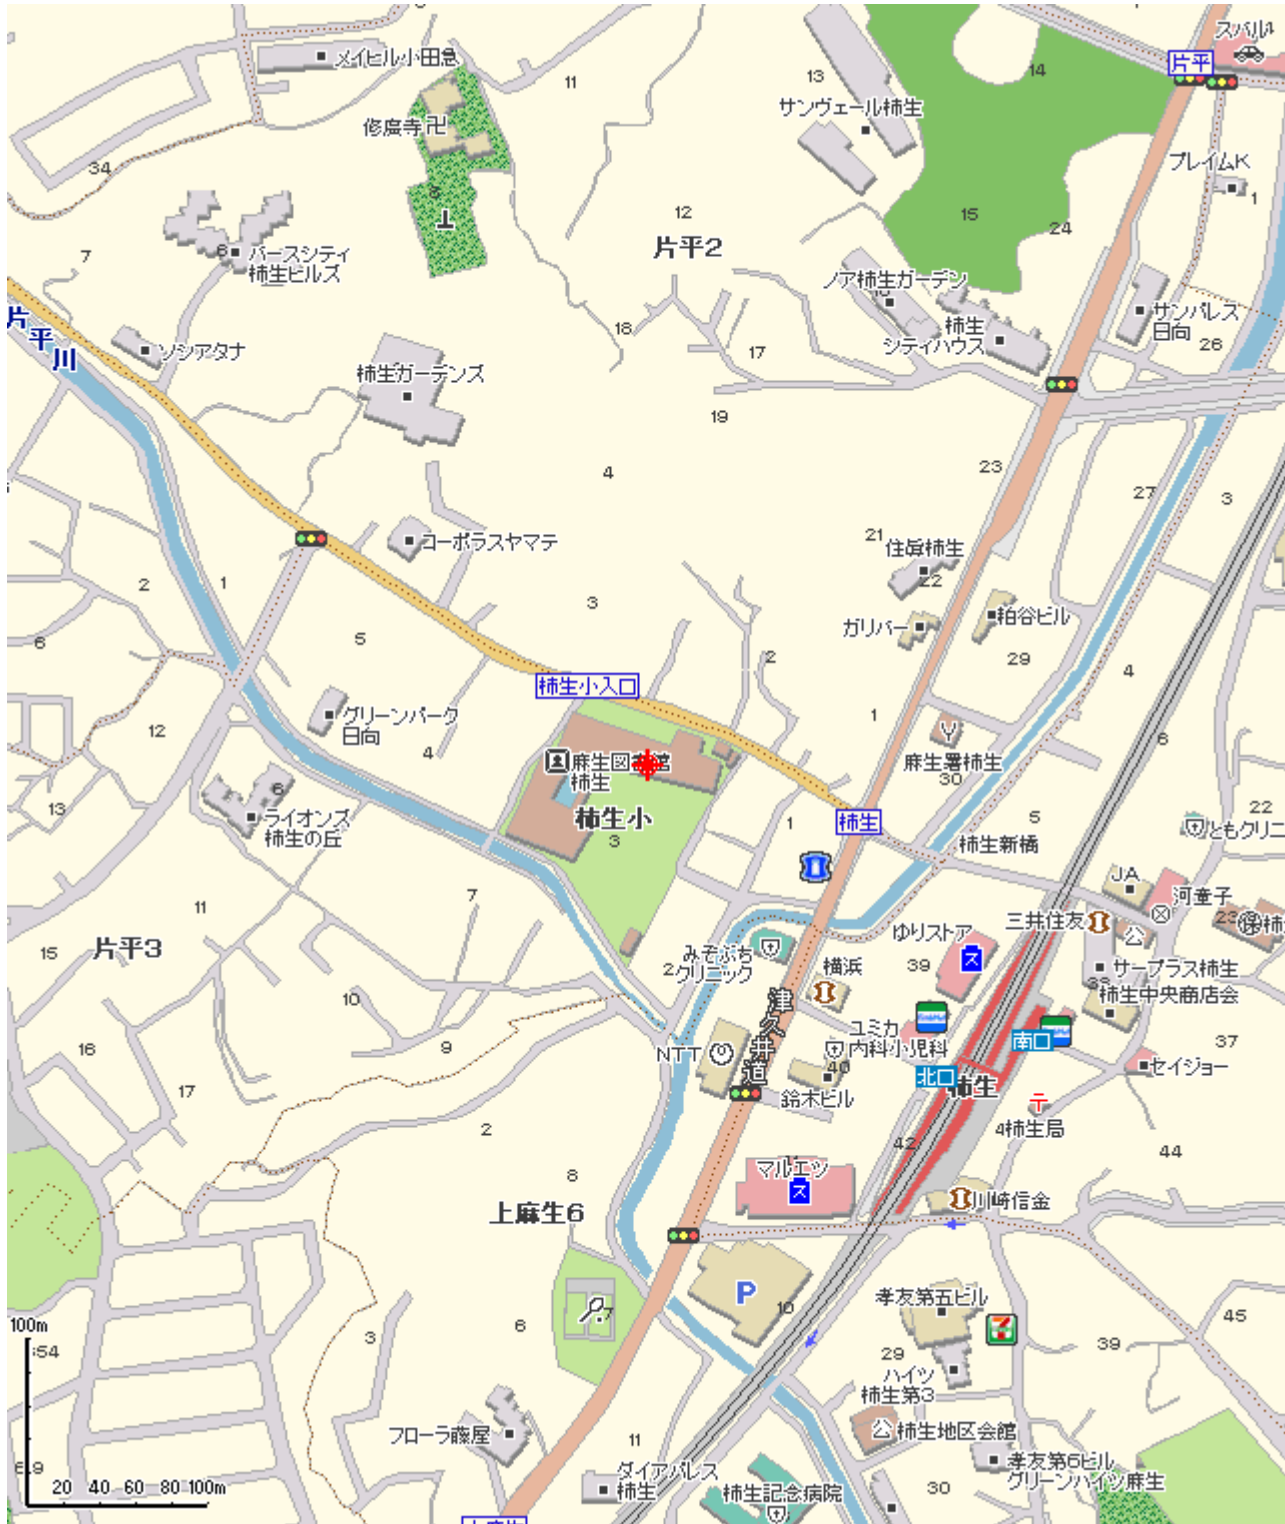 スバル
片平
メイヒル小田急
11
13
14
サンヴェール柿生
修廣寺
34
ブレイムK
1
12
15
24
片平2
7
6
バースシティ
柿生ヒルズ
ノア柿生ガーデン
サンパレス
日向
26
片平川
ソシアタナ
18
17
柿生
シティハウス
柿生ガーデンズ
19
4
23
27
3
21
住眞柿生
22
コーポラスヤマテ
2
1
3
5
ガリバー
粕谷ビル
29
6
2
4
柿生小入口
グリーンパーク
日向
12
4
1
6
麻生署柿生
30
麻生図書館
柿生
13
6
ライオンズ
柿生の丘
柿生小
3
1
柿生
5
22
柿生新橋
ともクリニ
JA
河童子
7
11
三井住友
公
23
柿
15
片平3
みぞぶち
クリニック
2
横浜
ゆりストア
39
ス
サープラス柿生
柿生中央商店会
10
津久井道
16
9
NTT
ユミカ
内科小児科
40
南口
37
北口
柿生
セイジョー
鈴木ビル
17
2
柿生局
4
42
44
8
マルエツ
ス
上麻生6
川崎信金
P
10
孝友第五ビル
45
100m
54
3
6
7
29
39
ハイツ
柿生第3
公
柿生地区会館
フローラ藤屋
11
孝友第6ビル
グリーンハイツ麻生
ダイアパレス
柿生
柿生記念病院
30
20 40 60 80 100m